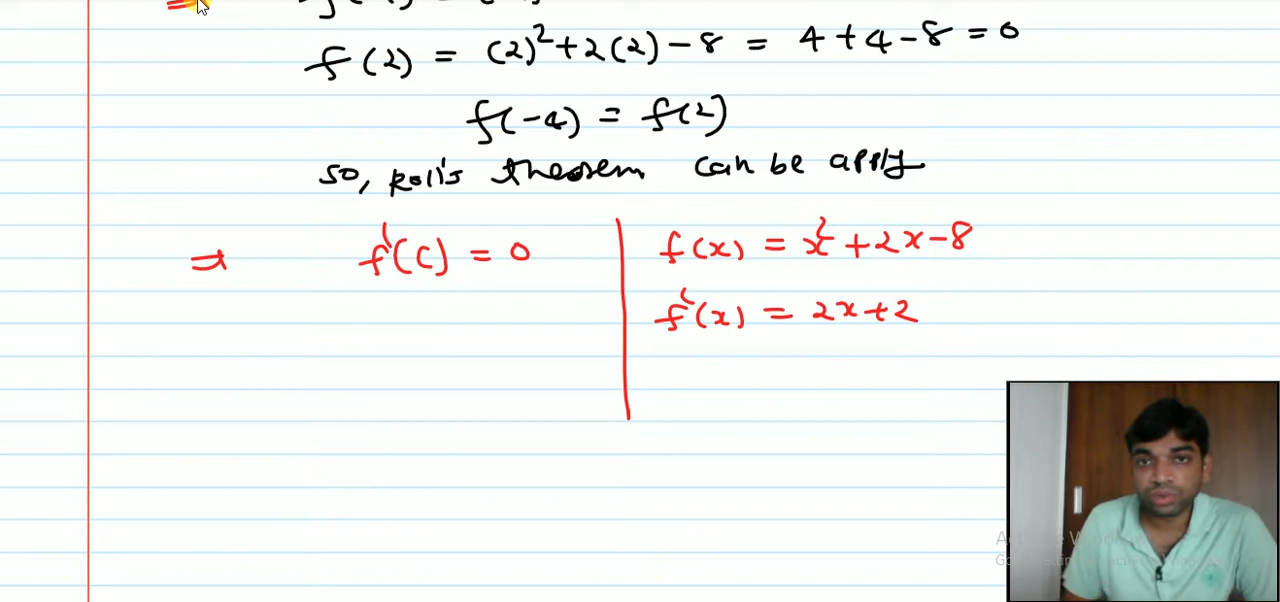 f(2) = (2)²+2(2)-8 = 4+4-8=0
f(-4) = f(2)
so, Roll's theorem can be apply
⇒ f'(c) = 0
f(x) = x²+2x-8
f'(x) = 2x+2